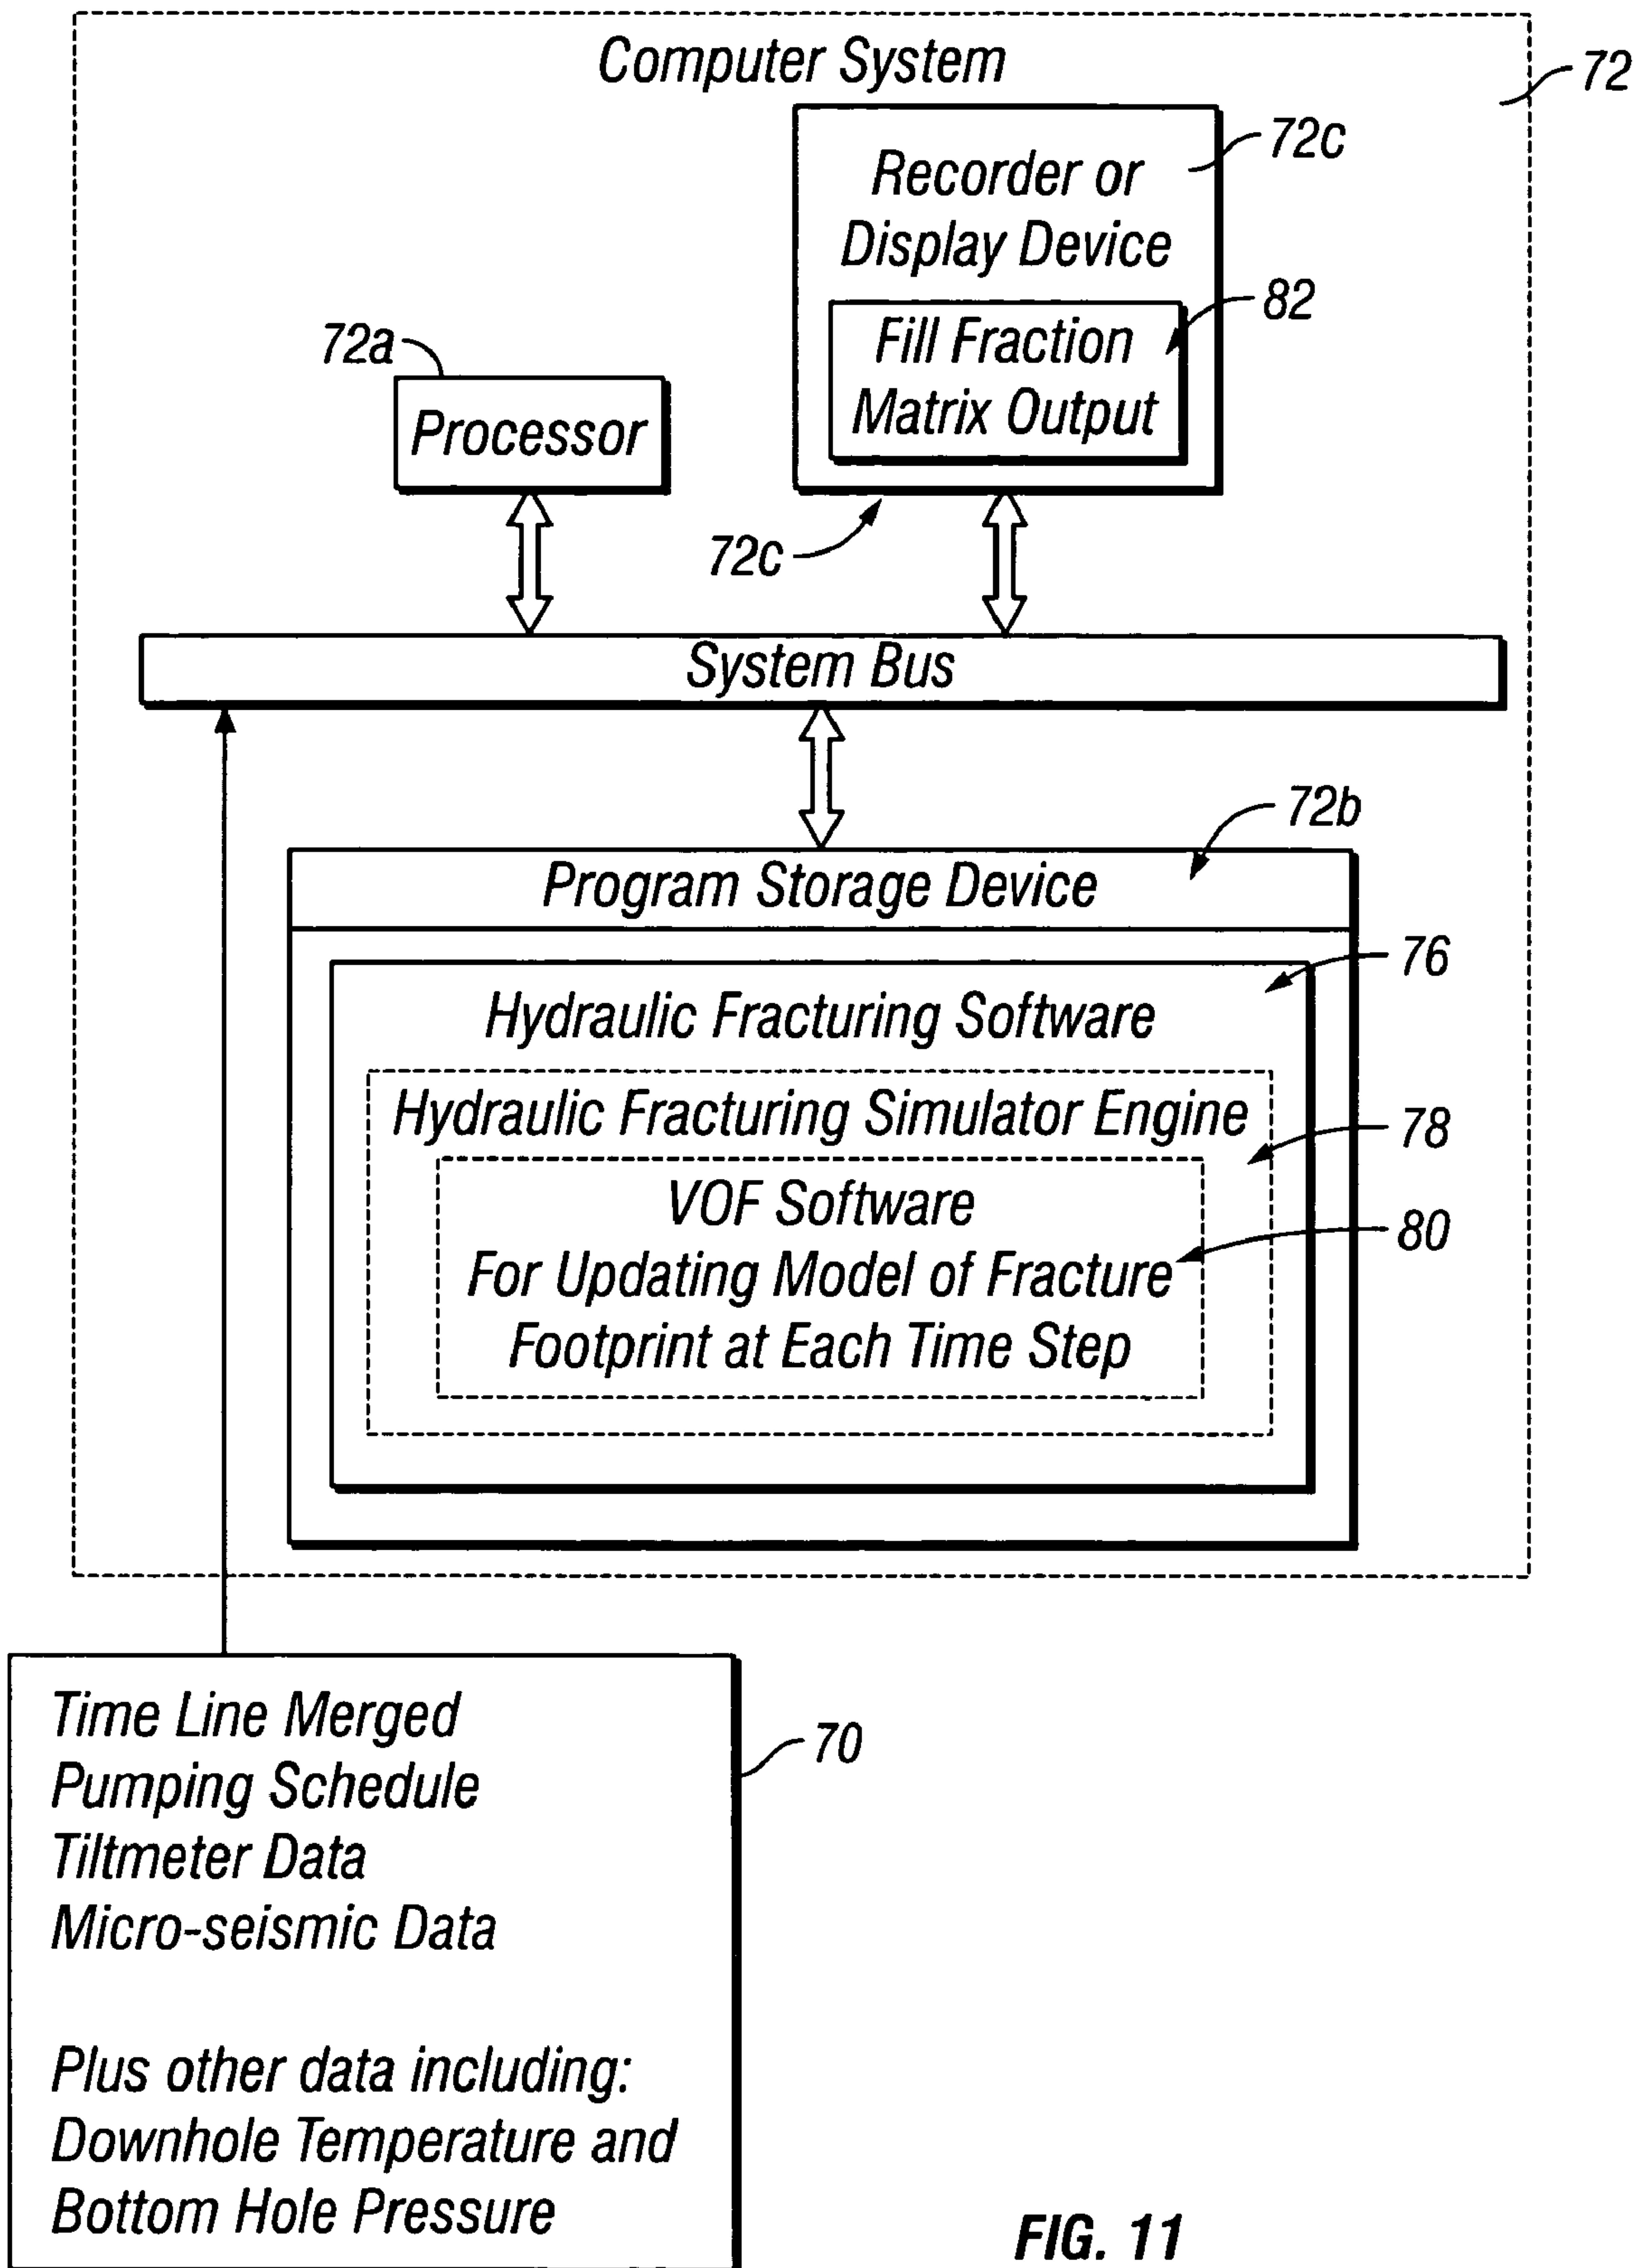 Computer System
72
72c
Recorder or
Display Device
82
Fill Fraction
Matrix Output
72a
Processor
72c
System Bus
72b
Program Storage Device
76
Hydraulic Fracturing Software
Hydraulic Fracturing Simulator Engine
78
VOF Software
For Updating Model of Fracture
Footprint at Each Time Step
80
Time Line Merged
Pumping Schedule
Tiltmeter Data
Micro-seismic Data
70
Plus other data including:
Downhole Temperature and
Bottom Hole Pressure
FIG. 11